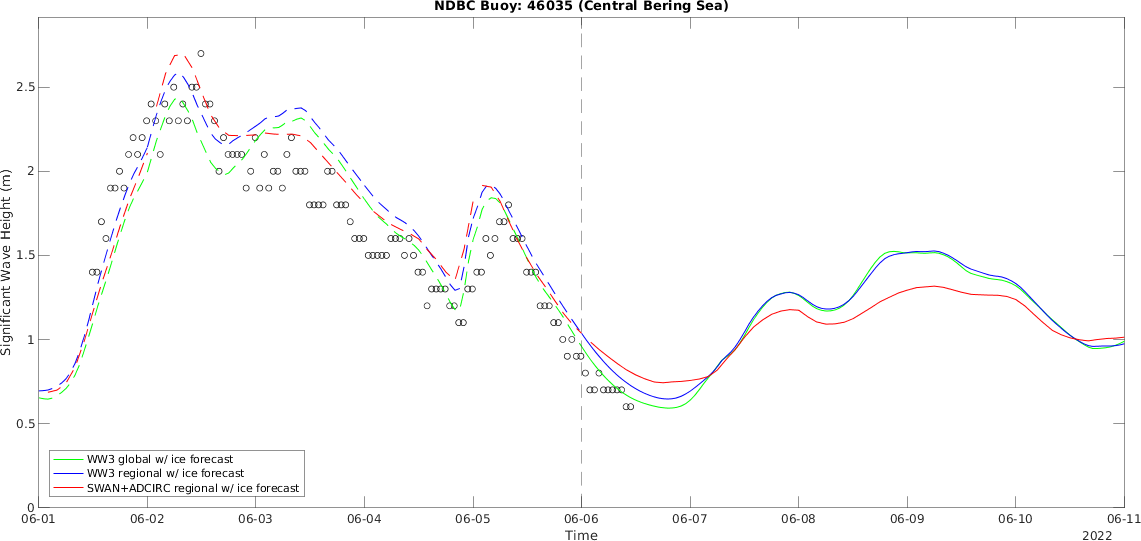 NDBC Buoy: 46035 (Central Bering Sea)
Significant Wave Height (m)
2.5
2
1.5
1
0.5
0
WW3 global w/ ice forecast
WW3 regional w/ ice forecast
SWAN+ADCIRC regional w/ ice forecast
06-01 06-02 06-03 06-04 06-05 06-06 06-07 06-08 06-09 06-10 06-11
Time
2022